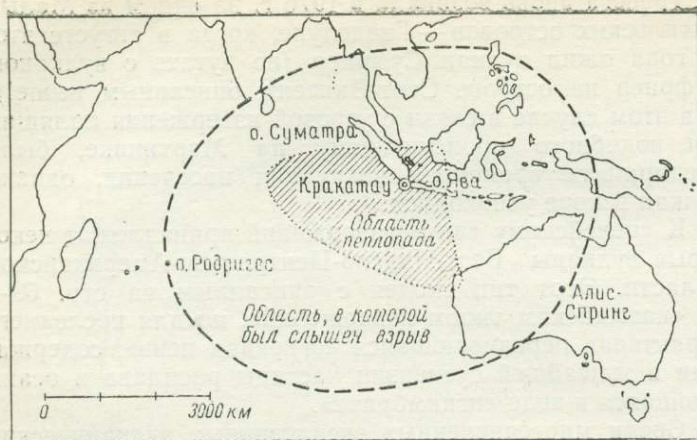 о. Суматра
Кракатау
о. Ява
Область
пеплопада
о. Родригес
Алис-
Спринг
Область, в которой
был слышен взрыв
0
3000 км